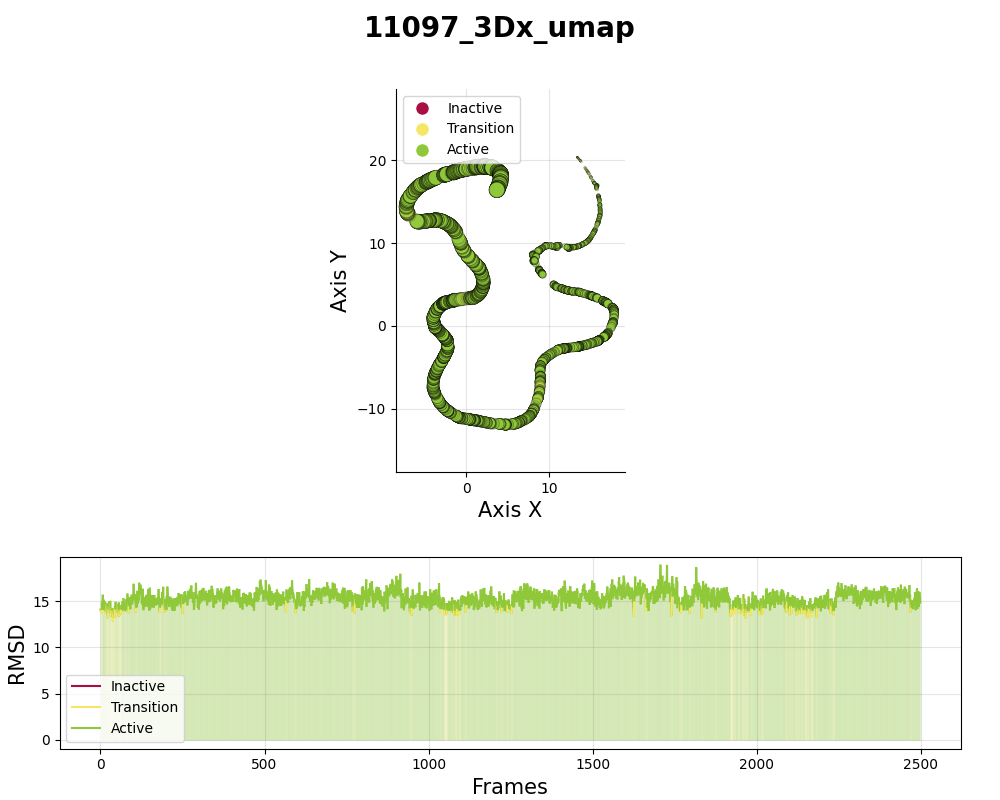 11097_3Dx_umap
Inactive
Transition
Active
20
10
0
−10
Axis Y
0 10
Axis X
15
10
5
0
RMSD
Inactive
Transition
Active
0 500 1000 1500 2000 2500
Frames